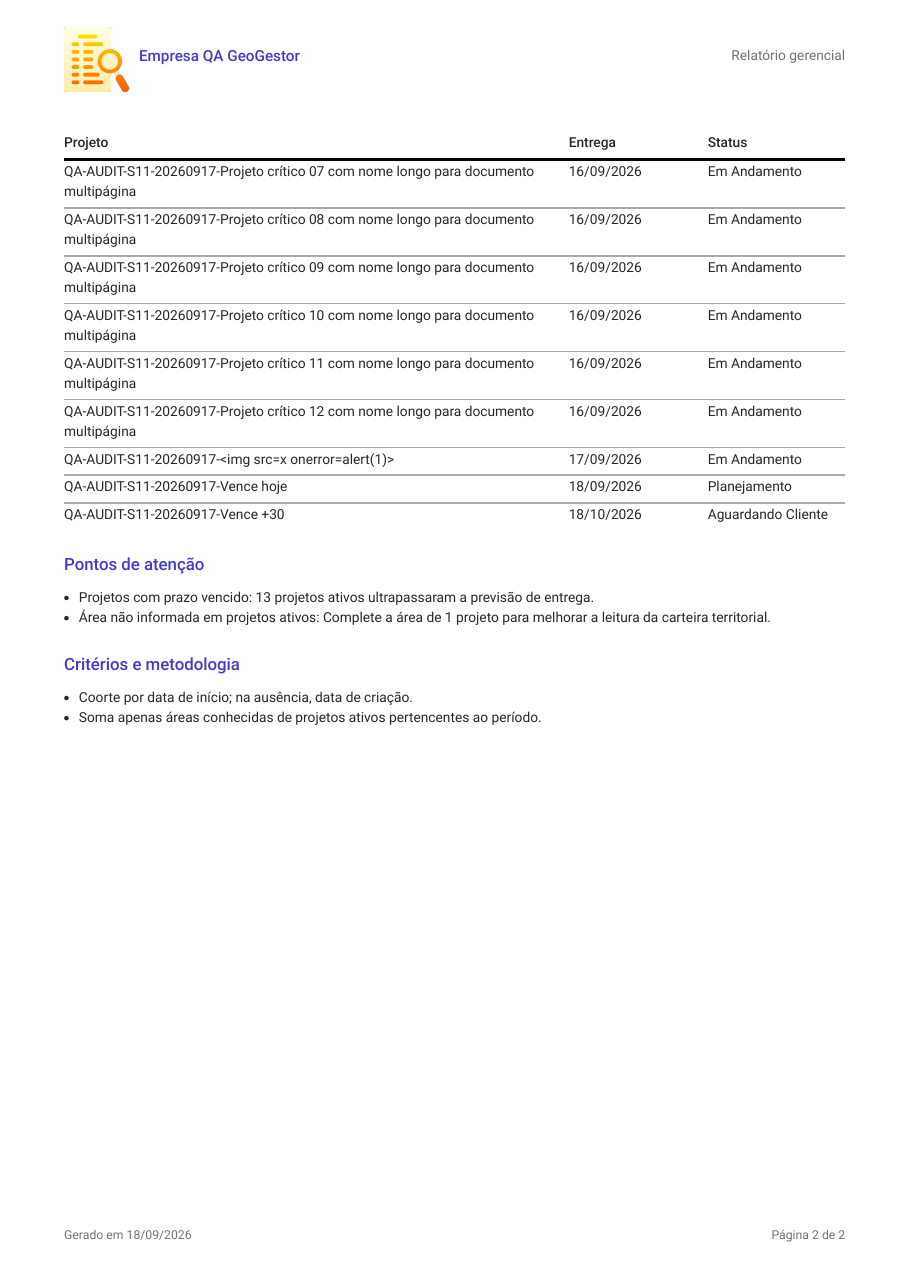 Empresa QA GeoGestor
Relatório gerencial
Projeto Entrega Status
QA-AUDIT-S11-20260917-Projeto crítico 07 com nome longo para documento 16/09/2026 Em Andamento
multipágina
QA-AUDIT-S11-20260917-Projeto crítico 08 com nome longo para documento 16/09/2026 Em Andamento
multipágina
QA-AUDIT-S11-20260917-Projeto crítico 09 com nome longo para documento 16/09/2026 Em Andamento
multipágina
QA-AUDIT-S11-20260917-Projeto crítico 10 com nome longo para documento 16/09/2026 Em Andamento
multipágina
QA-AUDIT-S11-20260917-Projeto crítico 11 com nome longo para documento 16/09/2026 Em Andamento
multipágina
QA-AUDIT-S11-20260917-Projeto crítico 12 com nome longo para documento 16/09/2026 Em Andamento
multipágina
QA-AUDIT-S11-20260917-<img src=x onerror=alert(1)> 17/09/2026 Em Andamento
QA-AUDIT-S11-20260917-Vence hoje 18/09/2026 Planejamento
QA-AUDIT-S11-20260917-Vence +30 18/10/2026 Aguardando Cliente
Pontos de atenção
• Projetos com prazo vencido: 13 projetos ativos ultrapassaram a previsão de entrega.
• Área não informada em projetos ativos: Complete a área de 1 projeto para melhorar a leitura da carteira territorial.
Critérios e metodologia
• Coorte por data de início; na ausência, data de criação.
• Soma apenas áreas conhecidas de projetos ativos pertencentes ao período.
Gerado em 18/09/2026
Página 2 de 2